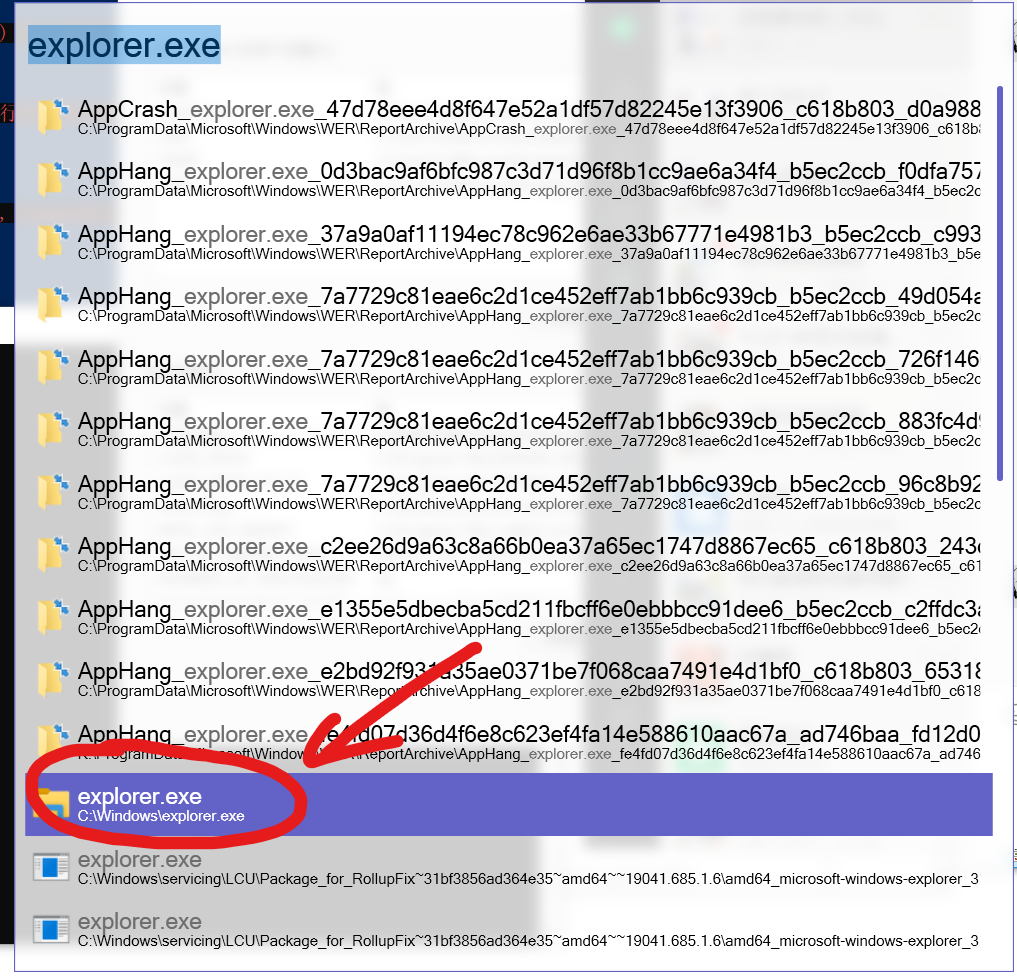 explorer.exe
AppCrash_explorer.exe_47d78eee4d8f647e52a1df57d82245e13f3906_c618b803_d0a988
C:\ProgramData\Microsoft\Windows\WER\ReportArchive\AppCrash_explorer.exe_47d78eee4d8f647e52a1df57d82245e13f3906_c618b8
AppHang_explorer.exe_0d3bac9af6bfc987c3d71d96f8b1cc9ae6a34f4_b5ec2ccb_f0dfa757
C:\ProgramData\Microsoft\Windows\WER\ReportArchive\AppHang_explorer.exe_0d3bac9af6bfc987c3d71d96f8b1cc9ae6a34f4_b5ec2c
AppHang_explorer.exe_37a9a0af11194ec78c962e6ae33b67771e4981b3_b5ec2ccb_c993
C:\ProgramData\Microsoft\Windows\WER\ReportArchive\AppHang_explorer.exe_37a9a0af11194ec78c962e6ae33b67771e4981b3_b5e
AppHang_explorer.exe_7a7729c81eae6c2d1ce452eff7ab1bb6c939cb_b5ec2ccb_49d054a
C:\ProgramData\Microsoft\Windows\WER\ReportArchive\AppHang_explorer.exe_7a7729c81eae6c2d1ce452eff7ab1bb6c939cb_b5ec2c
AppHang_explorer.exe_7a7729c81eae6c2d1ce452eff7ab1bb6c939cb_b5ec2ccb_726f146
C:\ProgramData\Microsoft\Windows\WER\ReportArchive\AppHang_explorer.exe_7a7729c81eae6c2d1ce452eff7ab1bb6c939cb_b5ec2c
AppHang_explorer.exe_7a7729c81eae6c2d1ce452eff7ab1bb6c939cb_b5ec2ccb_883fc4d9
C:\ProgramData\Microsoft\Windows\WER\ReportArchive\AppHang_explorer.exe_7a7729c81eae6c2d1ce452eff7ab1bb6c939cb_b5ec2c
AppHang_explorer.exe_7a7729c81eae6c2d1ce452eff7ab1bb6c939cb_b5ec2ccb_96c8b92
C:\ProgramData\Microsoft\Windows\WER\ReportArchive\AppHang_explorer.exe_7a7729c81eae6c2d1ce452eff7ab1bb6c939cb_b5ec2c
AppHang_explorer.exe_c2ee26d9a63c8a66b0ea37a65ec1747d8867ec65_c618b803_243c
C:\ProgramData\Microsoft\Windows\WER\ReportArchive\AppHang_explorer.exe_c2ee26d9a63c8a66b0ea37a65ec1747d8867ec65_c61
AppHang_explorer.exe_e1355e5dbecba5cd211fbcff6e0ebbbcc91dee6_b5ec2ccb_c2ffdc3a
C:\ProgramData\Microsoft\Windows\WER\ReportArchive\AppHang_explorer.exe_e1355e5dbecba5cd211fbcff6e0ebbbcc91dee6_b5ec2c
AppHang_explorer.exe_e2bd92f931a35ae0371be7f068caa7491e4d1bf0_c618b803_65318
C:\ProgramData\Microsoft\Windows\WER\ReportArchive\AppHang_explorer.exe_e2bd92f931a35ae0371be7f068caa7491e4d1bf0_c618
AppHang_explorer.exe_fe4fd07d36d4f6e8c623ef4fa14e588610aac67a_ad746baa_fd12d0
C:\ProgramData\Microsoft\Windows\WER\ReportArchive\AppHang_explorer.exe_fe4fd07d36d4f6e8c623ef4fa14e588610aac67a_ad746
explorer.exe
C:\Windows\explorer.exe
explorer.exe
C:\Windows\servicing\LCU\Package_for_RollupFix~31bf3856ad364e35~amd64~~19041.685.1.6\amd64_microsoft-windows-explorer_3
explorer.exe
C:\Windows\servicing\LCU\Package_for_RollupFix~31bf3856ad364e35~amd64~~19041.685.1.6\amd64_microsoft-windows-explorer_3